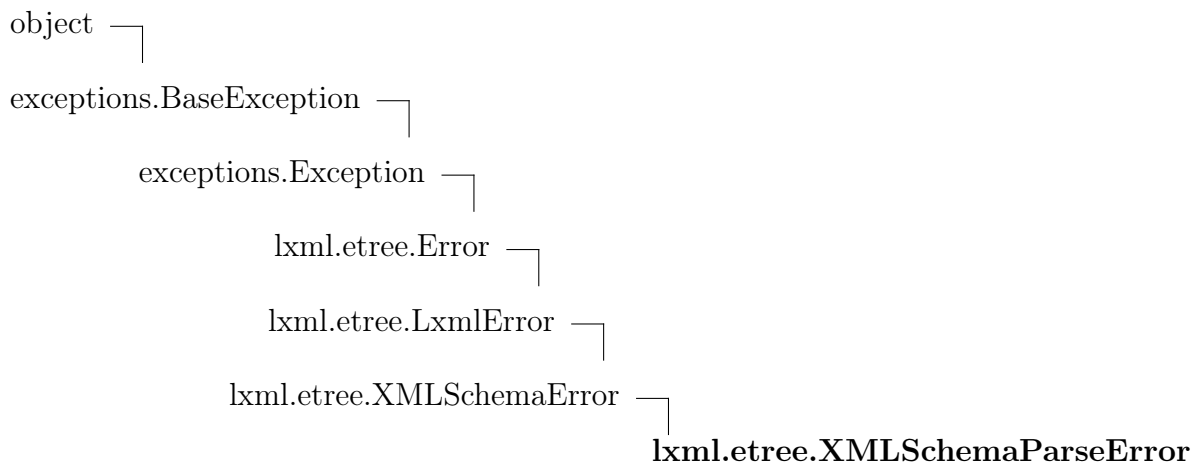 object
exceptions.BaseException
exceptions.Exception
lxml.etree.Error
lxml.etree.LxmlError
lxml.etree.XMLSchemaError
lxml.etree.XMLSchemaParseError